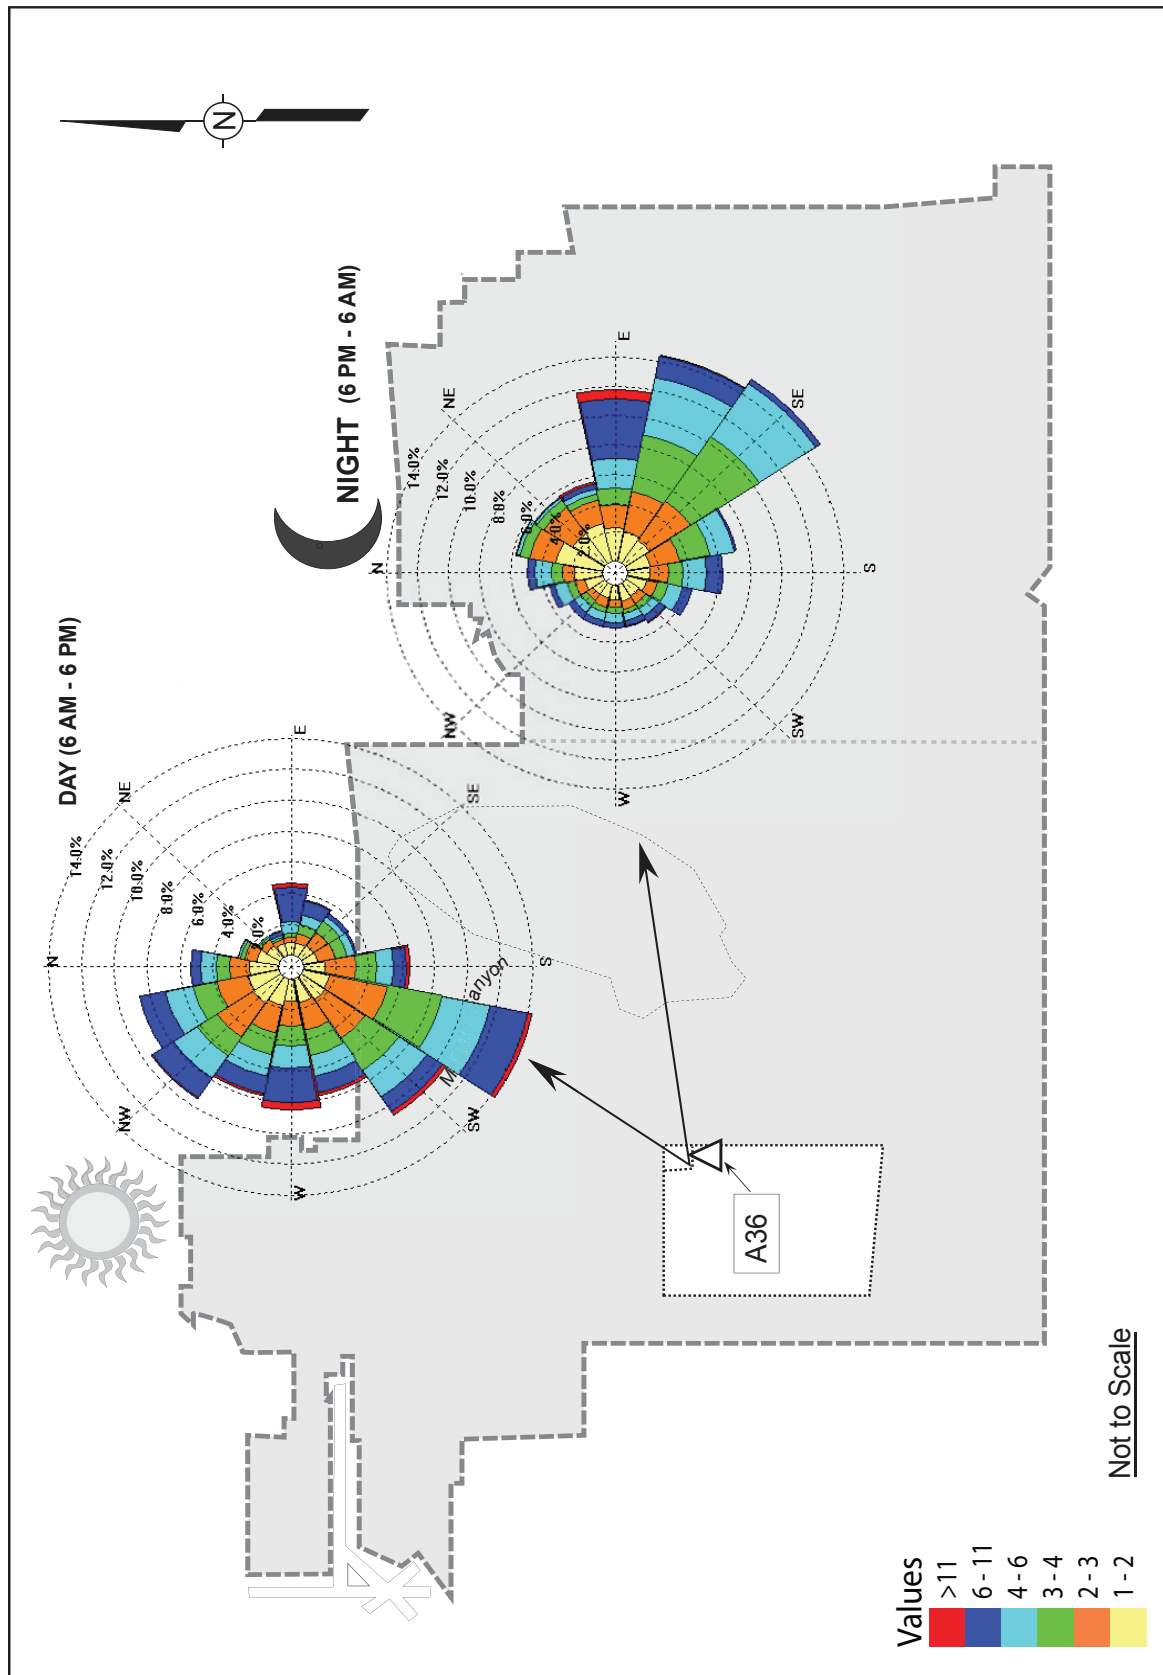 N
DAY (6 AM - 6 PM)
N
NE
E
SE
S
SW
W
NW
14.0%
12.0%
10.0%
8.0%
6.0%
4.0%
2.0%
anyon
NIGHT (6 PM - 6 AM)
N
NE
E
SE
S
SW
W
NW
14.0%
12.0%
10.0%
8.0%
6.0%
4.0%
2.0%
A36
Not to Scale
Values
>11
6 - 11
4 - 6
3 - 4
2 - 3
1 - 2